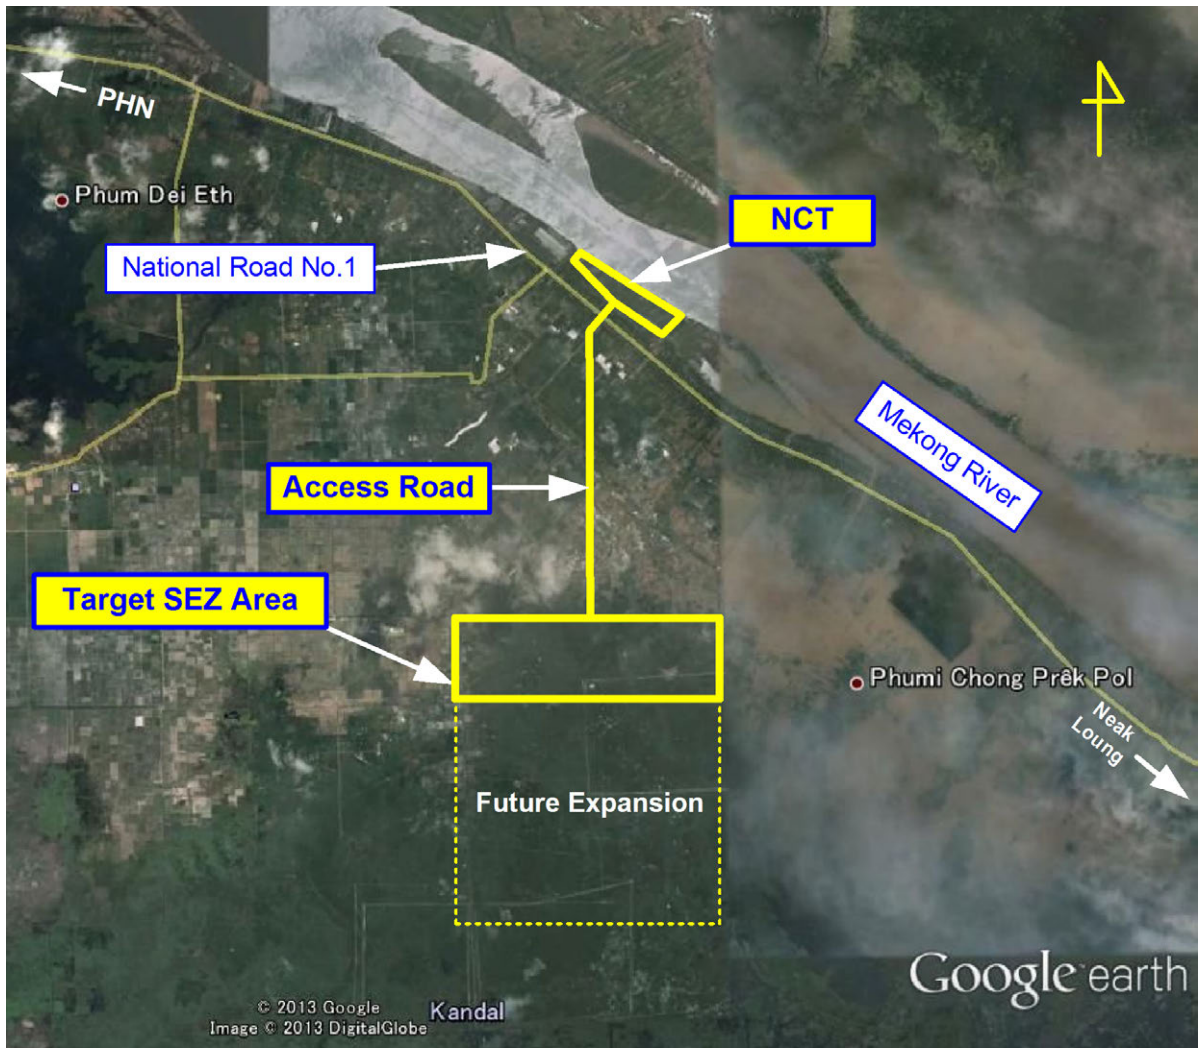 PHN
Phum Dei Eth
NCT
National Road No.1
Mekong River
Access Road
Target SEZ Area
Phumi Chong Prêk Pol
Neak
Loung
Future Expansion
Google earth
© 2013 Google
Image © 2013 DigitalGlobe
Kandal